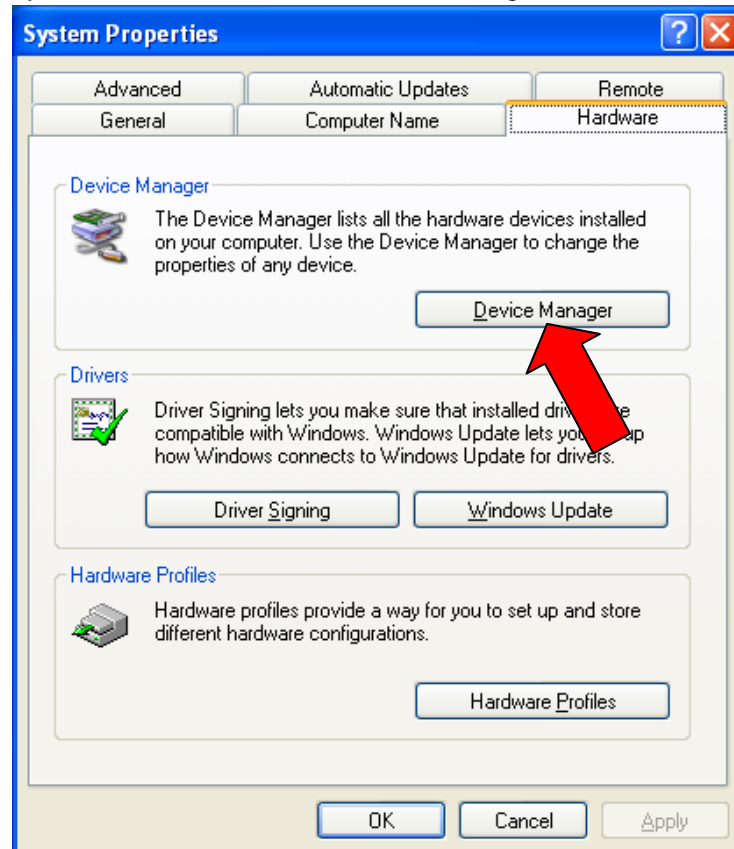 System Properties
Advanced Automatic Updates Remote
General Computer Name Hardware
Device Manager
The Device Manager lists all the hardware devices installed
on your computer. Use the Device Manager to change the
properties of any device.
Device Manager
Drivers
Driver Signing lets you make sure that installed
compatible with Windows. Windows Update lets
how Windows connects to Windows Update for drivers.
Driver Signing Windows Update
Hardware Profiles
Hardware profiles provide a way for you to set up and store
different hardware configurations.
Hardware Profiles
OK Cancel Apply